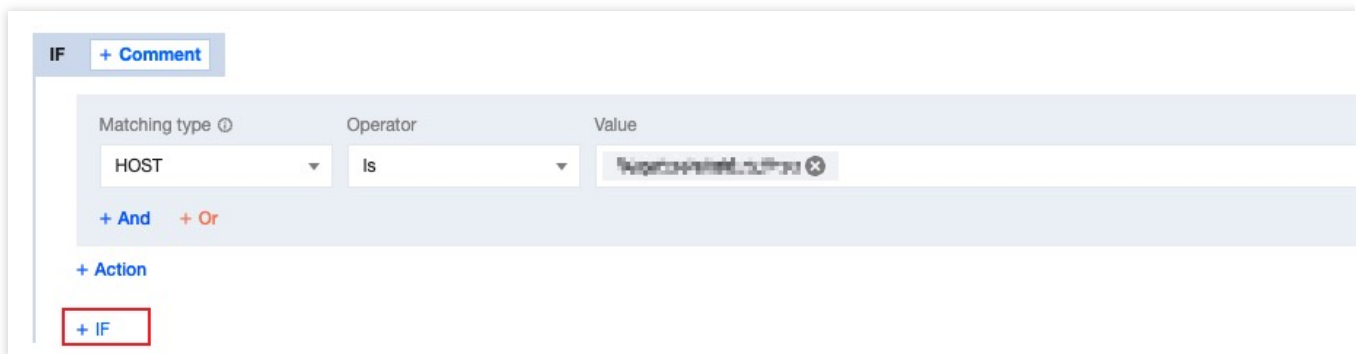 IF + Comment
Matching type Operator Value
HOST Is
+ And + Or
+ Action
+ IF